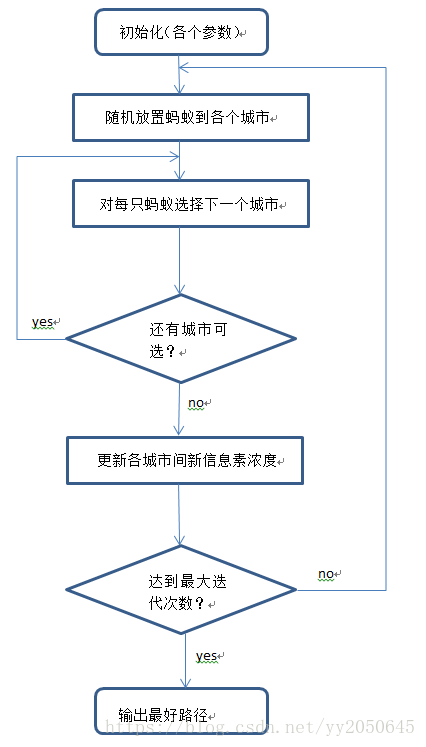 初始化(各个参数)
随机放置蚂蚁到各个城市
对每只蚂蚁选择下一个城市
还有城市可
选？
yes
no
更新各城市间新信息素浓度
达到最大迭
代次数？
no
yes
输出最好路径
https://blog.csdn.net/yy2050645